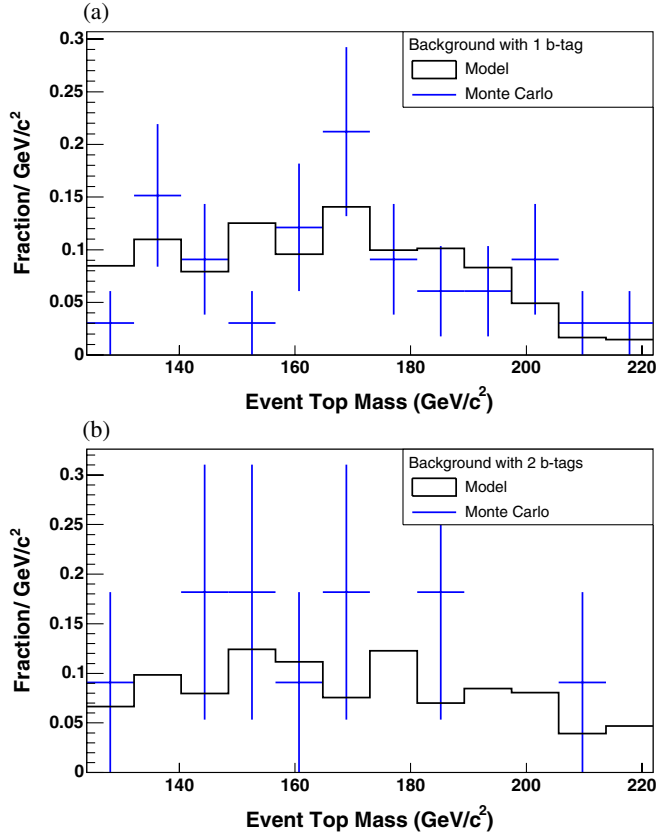 (a)
Background with 1 b-tag
Model
Monte Carlo
0.3
0.25
0.2
0.15
0.1
0.05
0
Fraction/ GeV/c²
140 160 180 200 220
Event Top Mass (GeV/c²)
(b)
Background with 2 b-tags
Model
Monte Carlo
0.3
0.25
0.2
0.15
0.1
0.05
0
Fraction/ GeV/c²
140 160 180 200 220
Event Top Mass (GeV/c²)